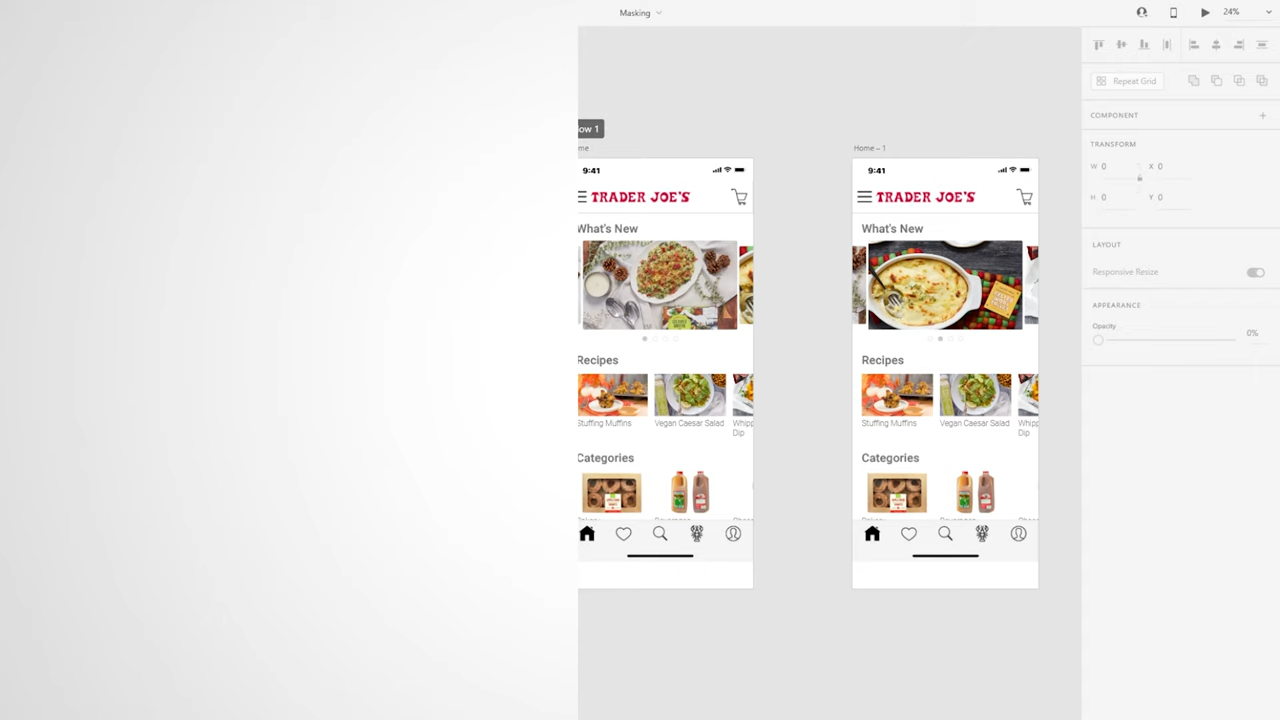 Masking
24%
Repeat Grid
COMPONENT
TRANSFORM
W 0
X 0
H 0
Y 0
LAYOUT
Responsive Resize
APPEARANCE
Opacity
0%
ow 1
me
9:41
TRADER JOE'S
What's New
Recipes
Stuffing Muffins
Vegan Caesar Salad
Whip
Dip
Categories
Home – 1
9:41
TRADER JOE'S
What's New
Recipes
Stuffing Muffins
Vegan Caesar Salad
Whipp
Dip
Categories